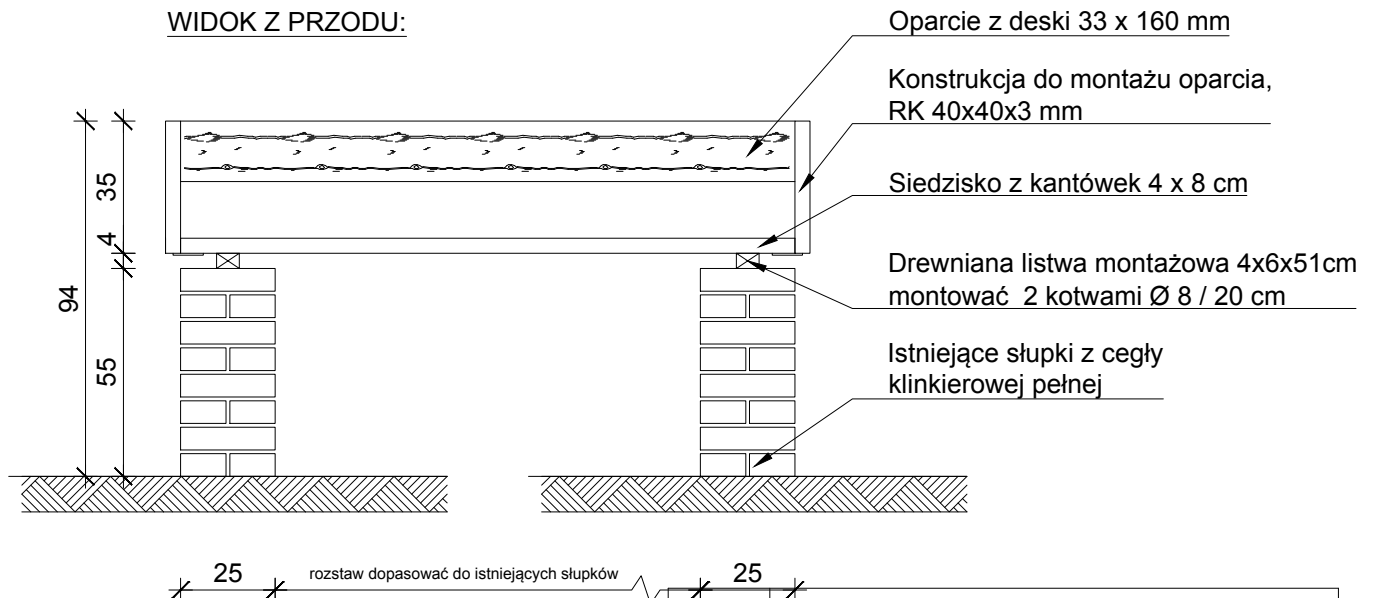 WIDOK Z PRZODU:
Oparcie z deski 33 x 160 mm
Konstrukcja do montażu oparcia,
RK 40x40x3 mm
Siedzisko z kantówek 4 x 8 cm
Drewniana listwa montażowa 4x6x51cm
montować 2 kotwami Ø 8 / 20 cm
Istniejące słupki z cegły
klinkierowej pełnej
35
4
94
55
25
rozstaw dopasować do istniejących słupków
25